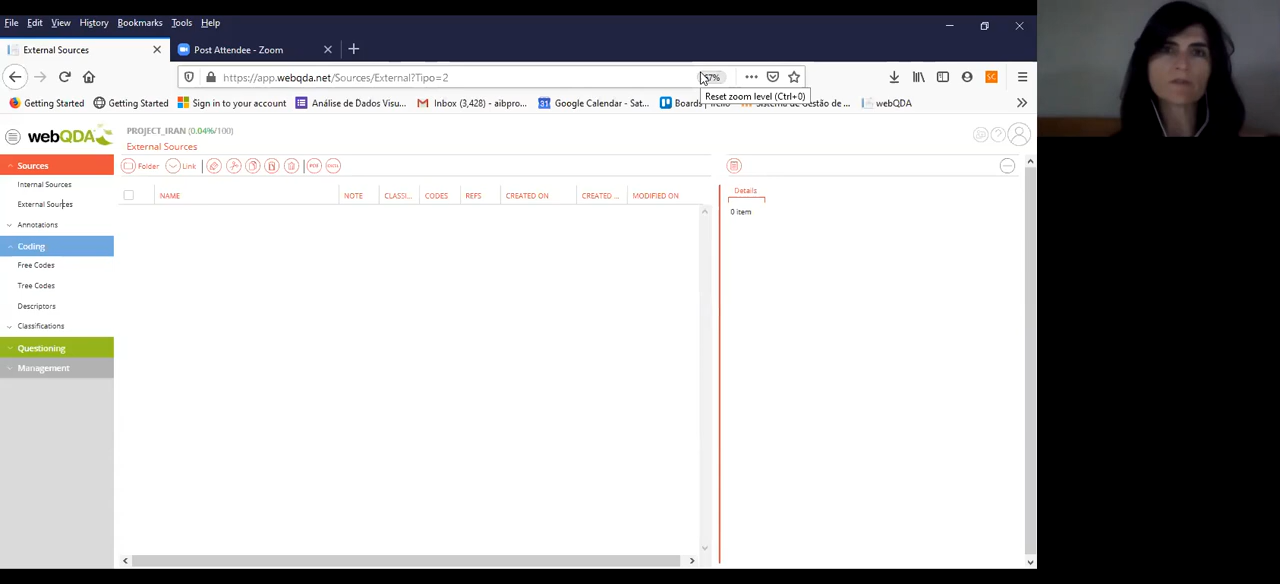 File Edit View History Bookmarks Tools Help
External Sources
Post Attendee - Zoom
https://app.webqda.net/Sources/External?Tipo=2
Reset zoom level (Ctrl+0)
Getting Started Getting Started Sign in to your account Análise de Dados Visu... Inbox (3,428) – aibpro... Google Calendar - Sat... Gestão de ... webQDA
webQDA
PROJECT_IRAN (0.04%/100)
External Sources
Folder Link
Sources
Internal Sources
External Sources
Annotations
Coding
Free Codes
Tree Codes
Descriptors
Classifications
Questioning
Management
NAME NOTE CLASSI... CODES REFS CREATED ON CREATED ... MODIFIED ON
Details
0 item